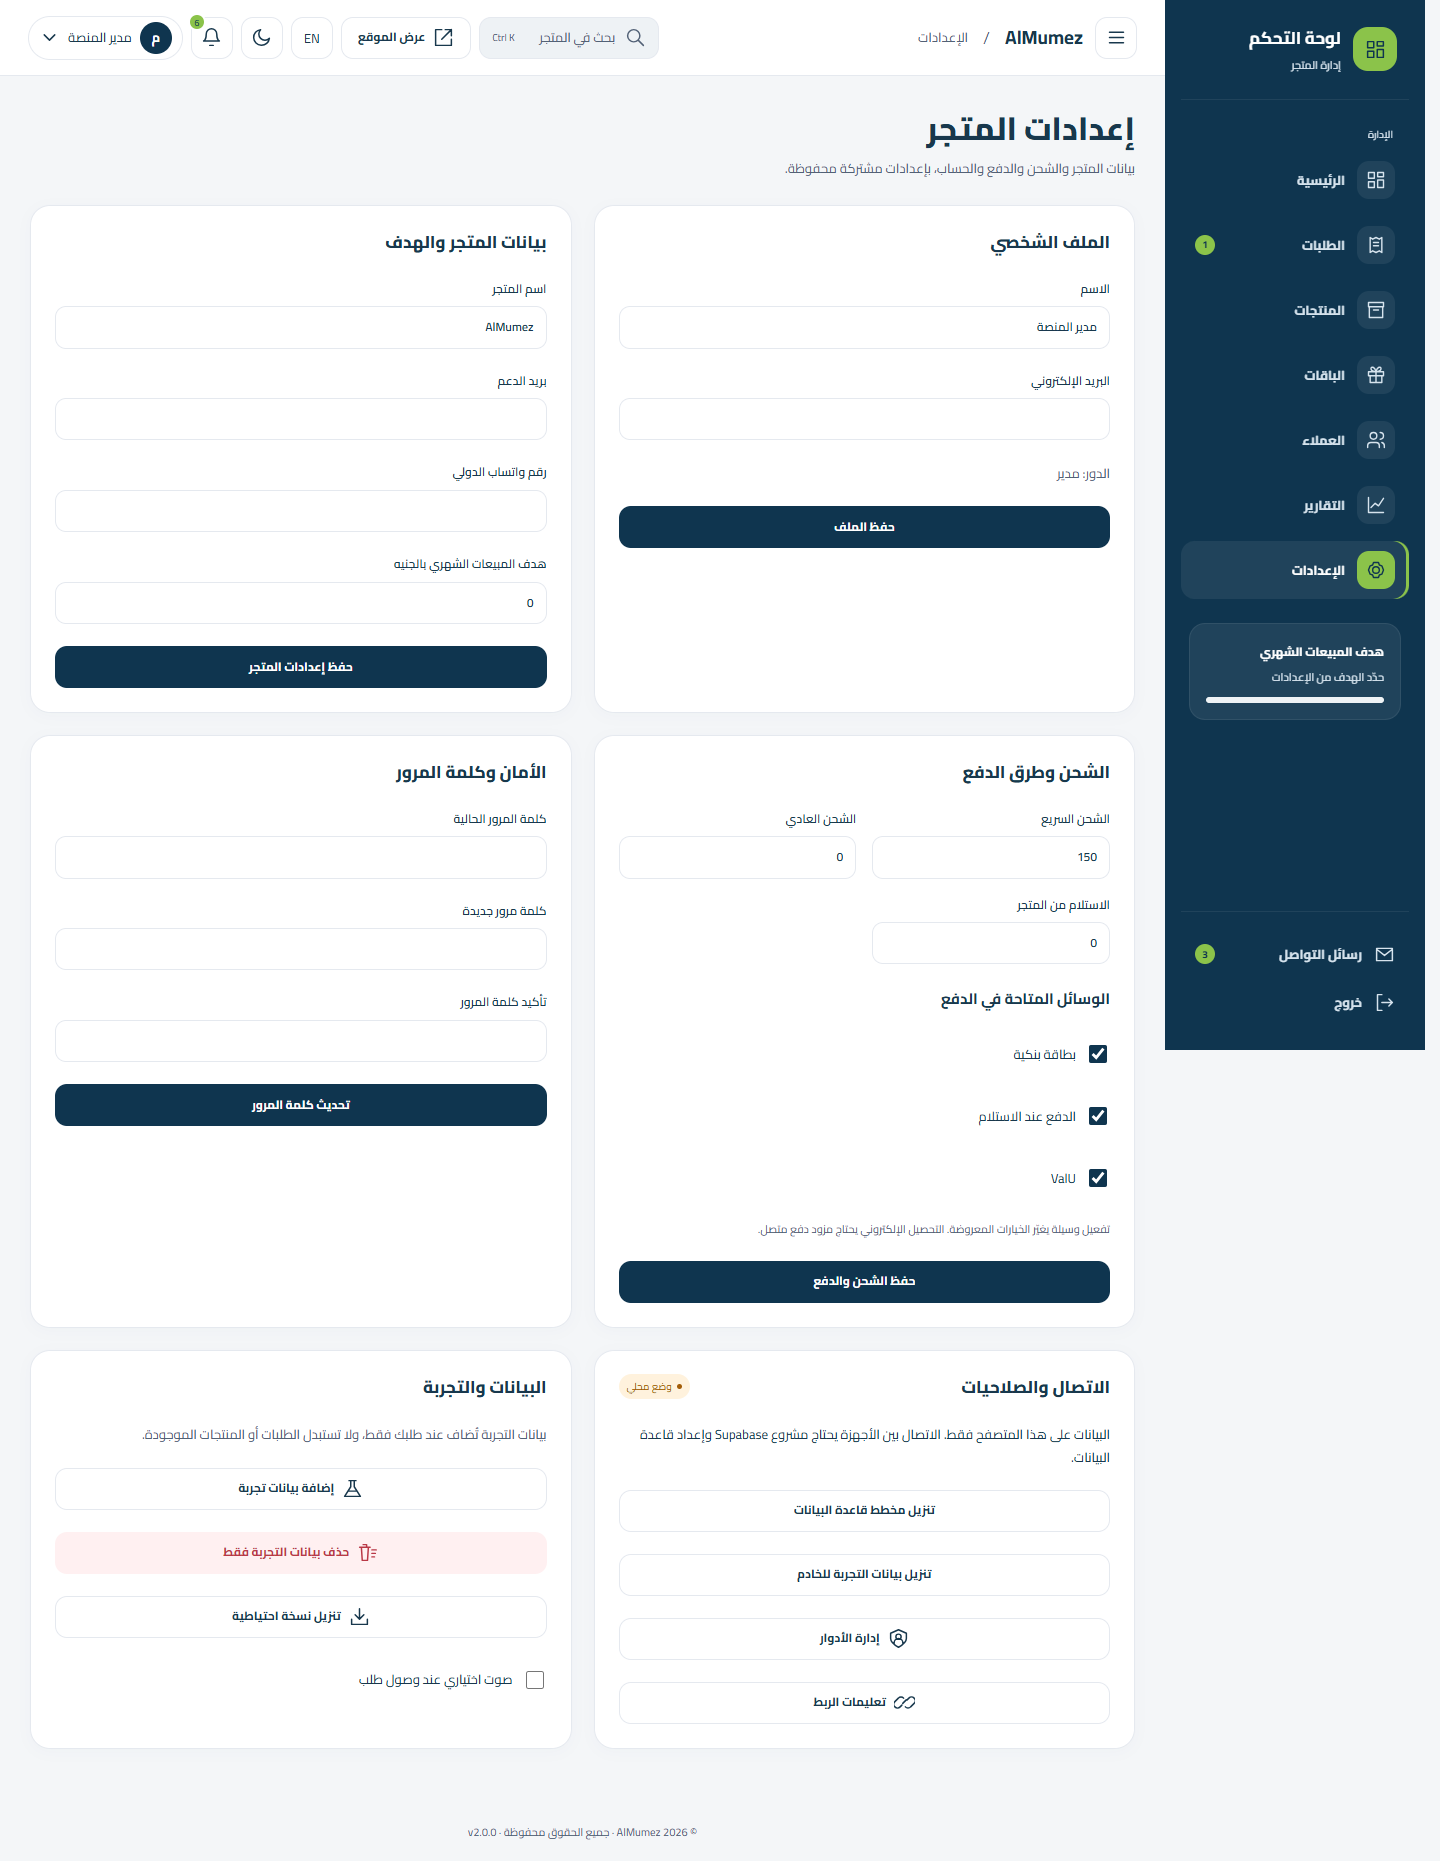 لوحة التحكم
إدارة المتجر
الإدارة
الرئيسية
الطلبات
1
المنتجات
الباقات
العملاء
التقارير
الإعدادات
هدف المبيعات الشهري
حدّد الهدف من الإعدادات
رسائل التواصل
3
خروج
AlMumez / الإعدادات
بحث في المتجر
Ctrl K
عرض الموقع
EN
6
م
مدير المنصة
إعدادات المتجر
بيانات المتجر والشحن والدفع والحساب، بإعدادات مشتركة محفوظة.
الملف الشخصي
الاسم
مدير المنصة
البريد الإلكتروني
الدور: مدير
حفظ الملف
بيانات المتجر والهدف
اسم المتجر
AlMumez
بريد الدعم
رقم واتساب الدولي
هدف المبيعات الشهري بالجنيه
0
حفظ إعدادات المتجر
الشحن وطرق الدفع
الشحن السريع
150
الشحن العادي
0
الاستلام من المتجر
0
الوسائل المتاحة في الدفع
بطاقة بنكية
الدفع عند الاستلام
ValU
تفعيل وسيلة يغيّر الخيارات المعروضة. التحصيل الإلكتروني يحتاج مزود دفع متصل.
حفظ الشحن والدفع
الأمان وكلمة المرور
كلمة المرور الحالية
كلمة مرور جديدة
تأكيد كلمة المرور
تحديث كلمة المرور
الاتصال والصلاحيات
وضع محلي
البيانات على هذا المتصفح فقط. الاتصال بين الأجهزة يحتاج مشروع Supabase وإعداد قاعدة
البيانات.
تنزيل مخطط قاعدة البيانات
تنزيل بيانات التجربة للخادم
إدارة الأدوار
تعليمات الربط
البيانات والتجربة
بيانات التجربة تُضاف عند طلبك فقط، ولا تستبدل الطلبات أو المنتجات الموجودة.
إضافة بيانات تجربة
حذف بيانات التجربة فقط
تنزيل نسخة احتياطية
صوت اختياري عند وصول طلب
© 2026 AlMumez · جميع الحقوق محفوظة · v2.0.0